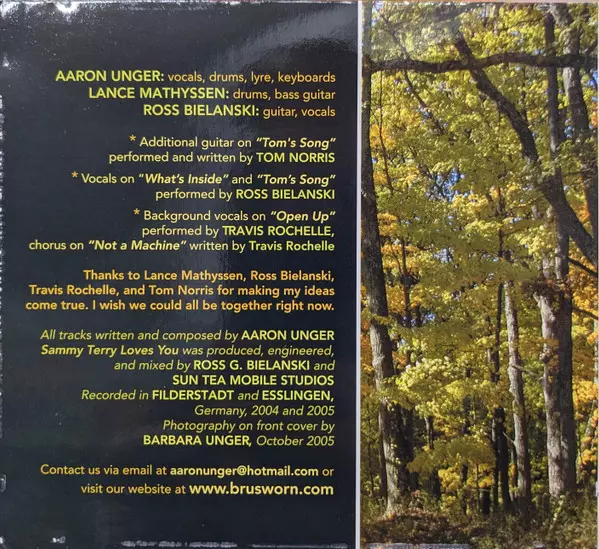 AARON UNGER: vocals, drums, lyre, keyboards
LANCE MATHYSSEN: drums, bass guitar
ROSS BIELANSKI: guitar, vocals
* Additional guitar on “Tom's Song”
performed and written by TOM NORRIS
* Vocals on "What’s Inside” and “Tom’s Song”
performed by ROSS BIELANSKI
* Background vocals on “Open Up”
performed by TRAVIS ROCHELLE,
chorus on “Not a Machine” written by Travis Rochelle
Thanks to Lance Mathyssen, Ross Bielanski,
Travis Rochelle, and Tom Norris for making my ideas
come true. I wish we could all be together right now.
All tracks written and composed by AARON UNGER
Sammy Terry Loves You was produced, engineered,
and mixed by ROSS G. BIELANSKI and
SUN TEA MOBILE STUDIOS
Recorded in FILDERSTADT and ESSLINGEN,
Germany, 2004 and 2005
Photography on front cover by
BARBARA UNGER, October 2005
Contact us via email at aaronunger@hotmail.com or
visit our website at www.brusworn.com